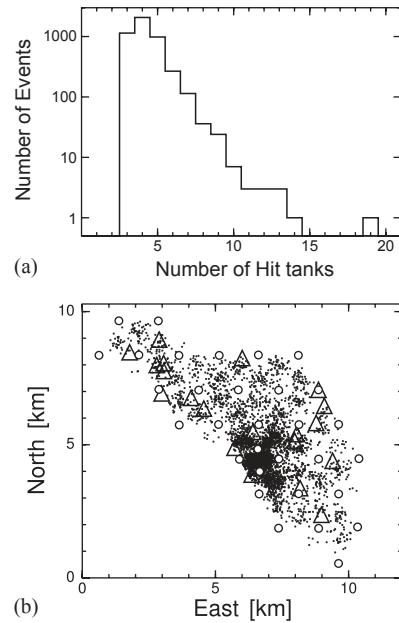 1000
100
10
1
Number of Events
5 10 15 20
(a) Number of Hit tanks
10
5
0
North [km]
0 5 10
(b) East [km]